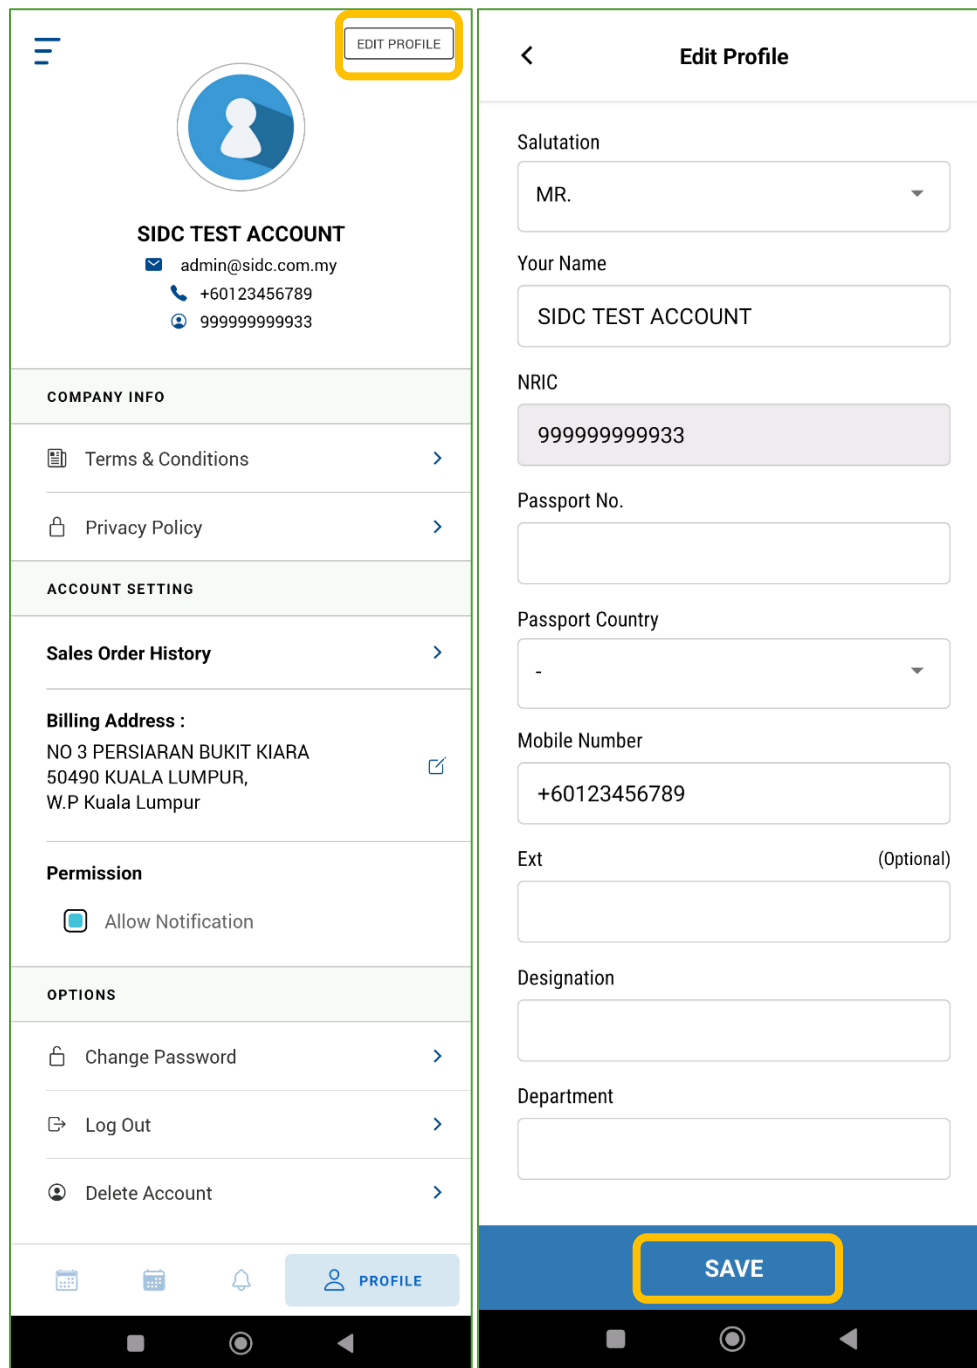 EDIT PROFILE
SIDC TEST ACCOUNT
admin@sidc.com.my
+60123456789
999999999933
COMPANY INFO
Terms & Conditions
Privacy Policy
ACCOUNT SETTING
Sales Order History
Billing Address :
NO 3 PERSIARAN BUKIT KIARA
50490 KUALA LUMPUR,
W.P Kuala Lumpur
Permission
Allow Notification
OPTIONS
Change Password
Log Out
Delete Account
PROFILE
Edit Profile
Salutation
MR.
Your Name
SIDC TEST ACCOUNT
NRIC
999999999933
Passport No.
Passport Country
-
Mobile Number
+60123456789
Ext (Optional)
Designation
Department
SAVE